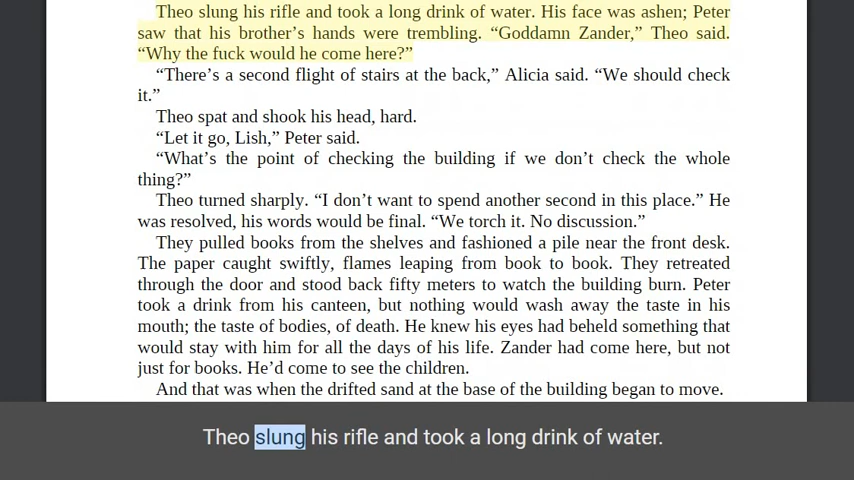 Theo slung his rifle and took a long drink of water. His face was ashen; Peter
saw that his brother’s hands were trembling. “Goddamn Zander,” Theo said.
“Why the fuck would he come here?”
“There’s a second flight of stairs at the back,” Alicia said. “We should check
it.”
Theo spat and shook his head, hard.
“Let it go, Lish,” Peter said.
“What’s the point of checking the building if we don’t check the whole
thing?”
Theo turned sharply. “I don’t want to spend another second in this place.” He
was resolved, his words would be final. “We torch it. No discussion.”
They pulled books from the shelves and fashioned a pile near the front desk.
The paper caught swiftly, flames leaping from book to book. They retreated
through the door and stood back fifty meters to watch the building burn. Peter
took a drink from his canteen, but nothing would wash away the taste in his
mouth; the taste of bodies, of death. He knew his eyes had beheld something that
would stay with him for all the days of his life. Zander had come here, but not
just for books. He’d come to see the children.
And that was when the drifted sand at the base of the building began to move.
Theo slung his rifle and took a long drink of water.